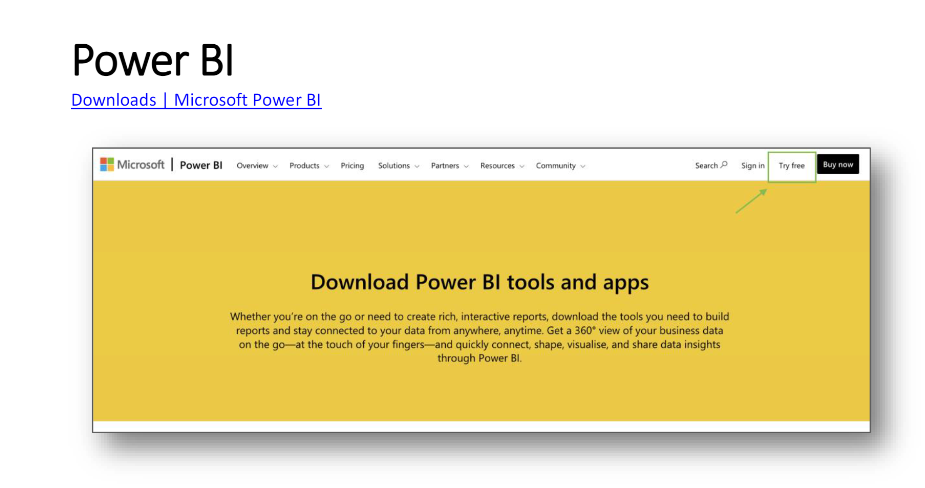 Power BI
Downloads | Microsoft Power BI
Microsoft | Power BI Overview Products Pricing Solutions Partners Resources Community Search Sign in Try free Buy now
Download Power BI tools and apps
Whether you're on the go or need to create rich, interactive reports, download the tools you need to build
reports and stay connected to your data from anywhere, anytime. Get a 360° view of your business data
on the go—at the touch of your fingers—and quickly connect, shape, visualise, and share data insights
through Power BI.